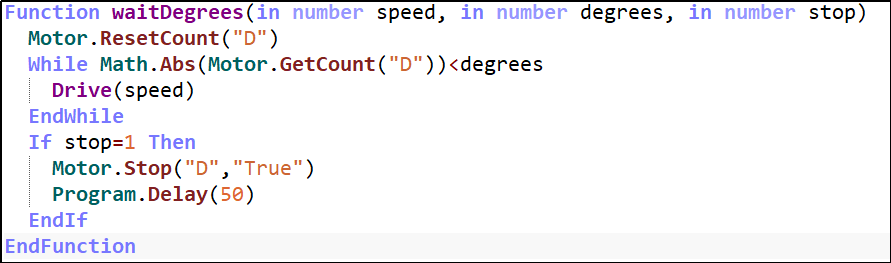 Function waitDegrees(in number speed, in number degrees, in number stop)
Motor.ResetCount("D")
While Math.Abs(Motor.GetCount("D"))<degrees
Drive(speed)
EndWhile
If stop=1 Then
Motor.Stop("D","True")
Program.Delay(50)
EndIf
EndFunction